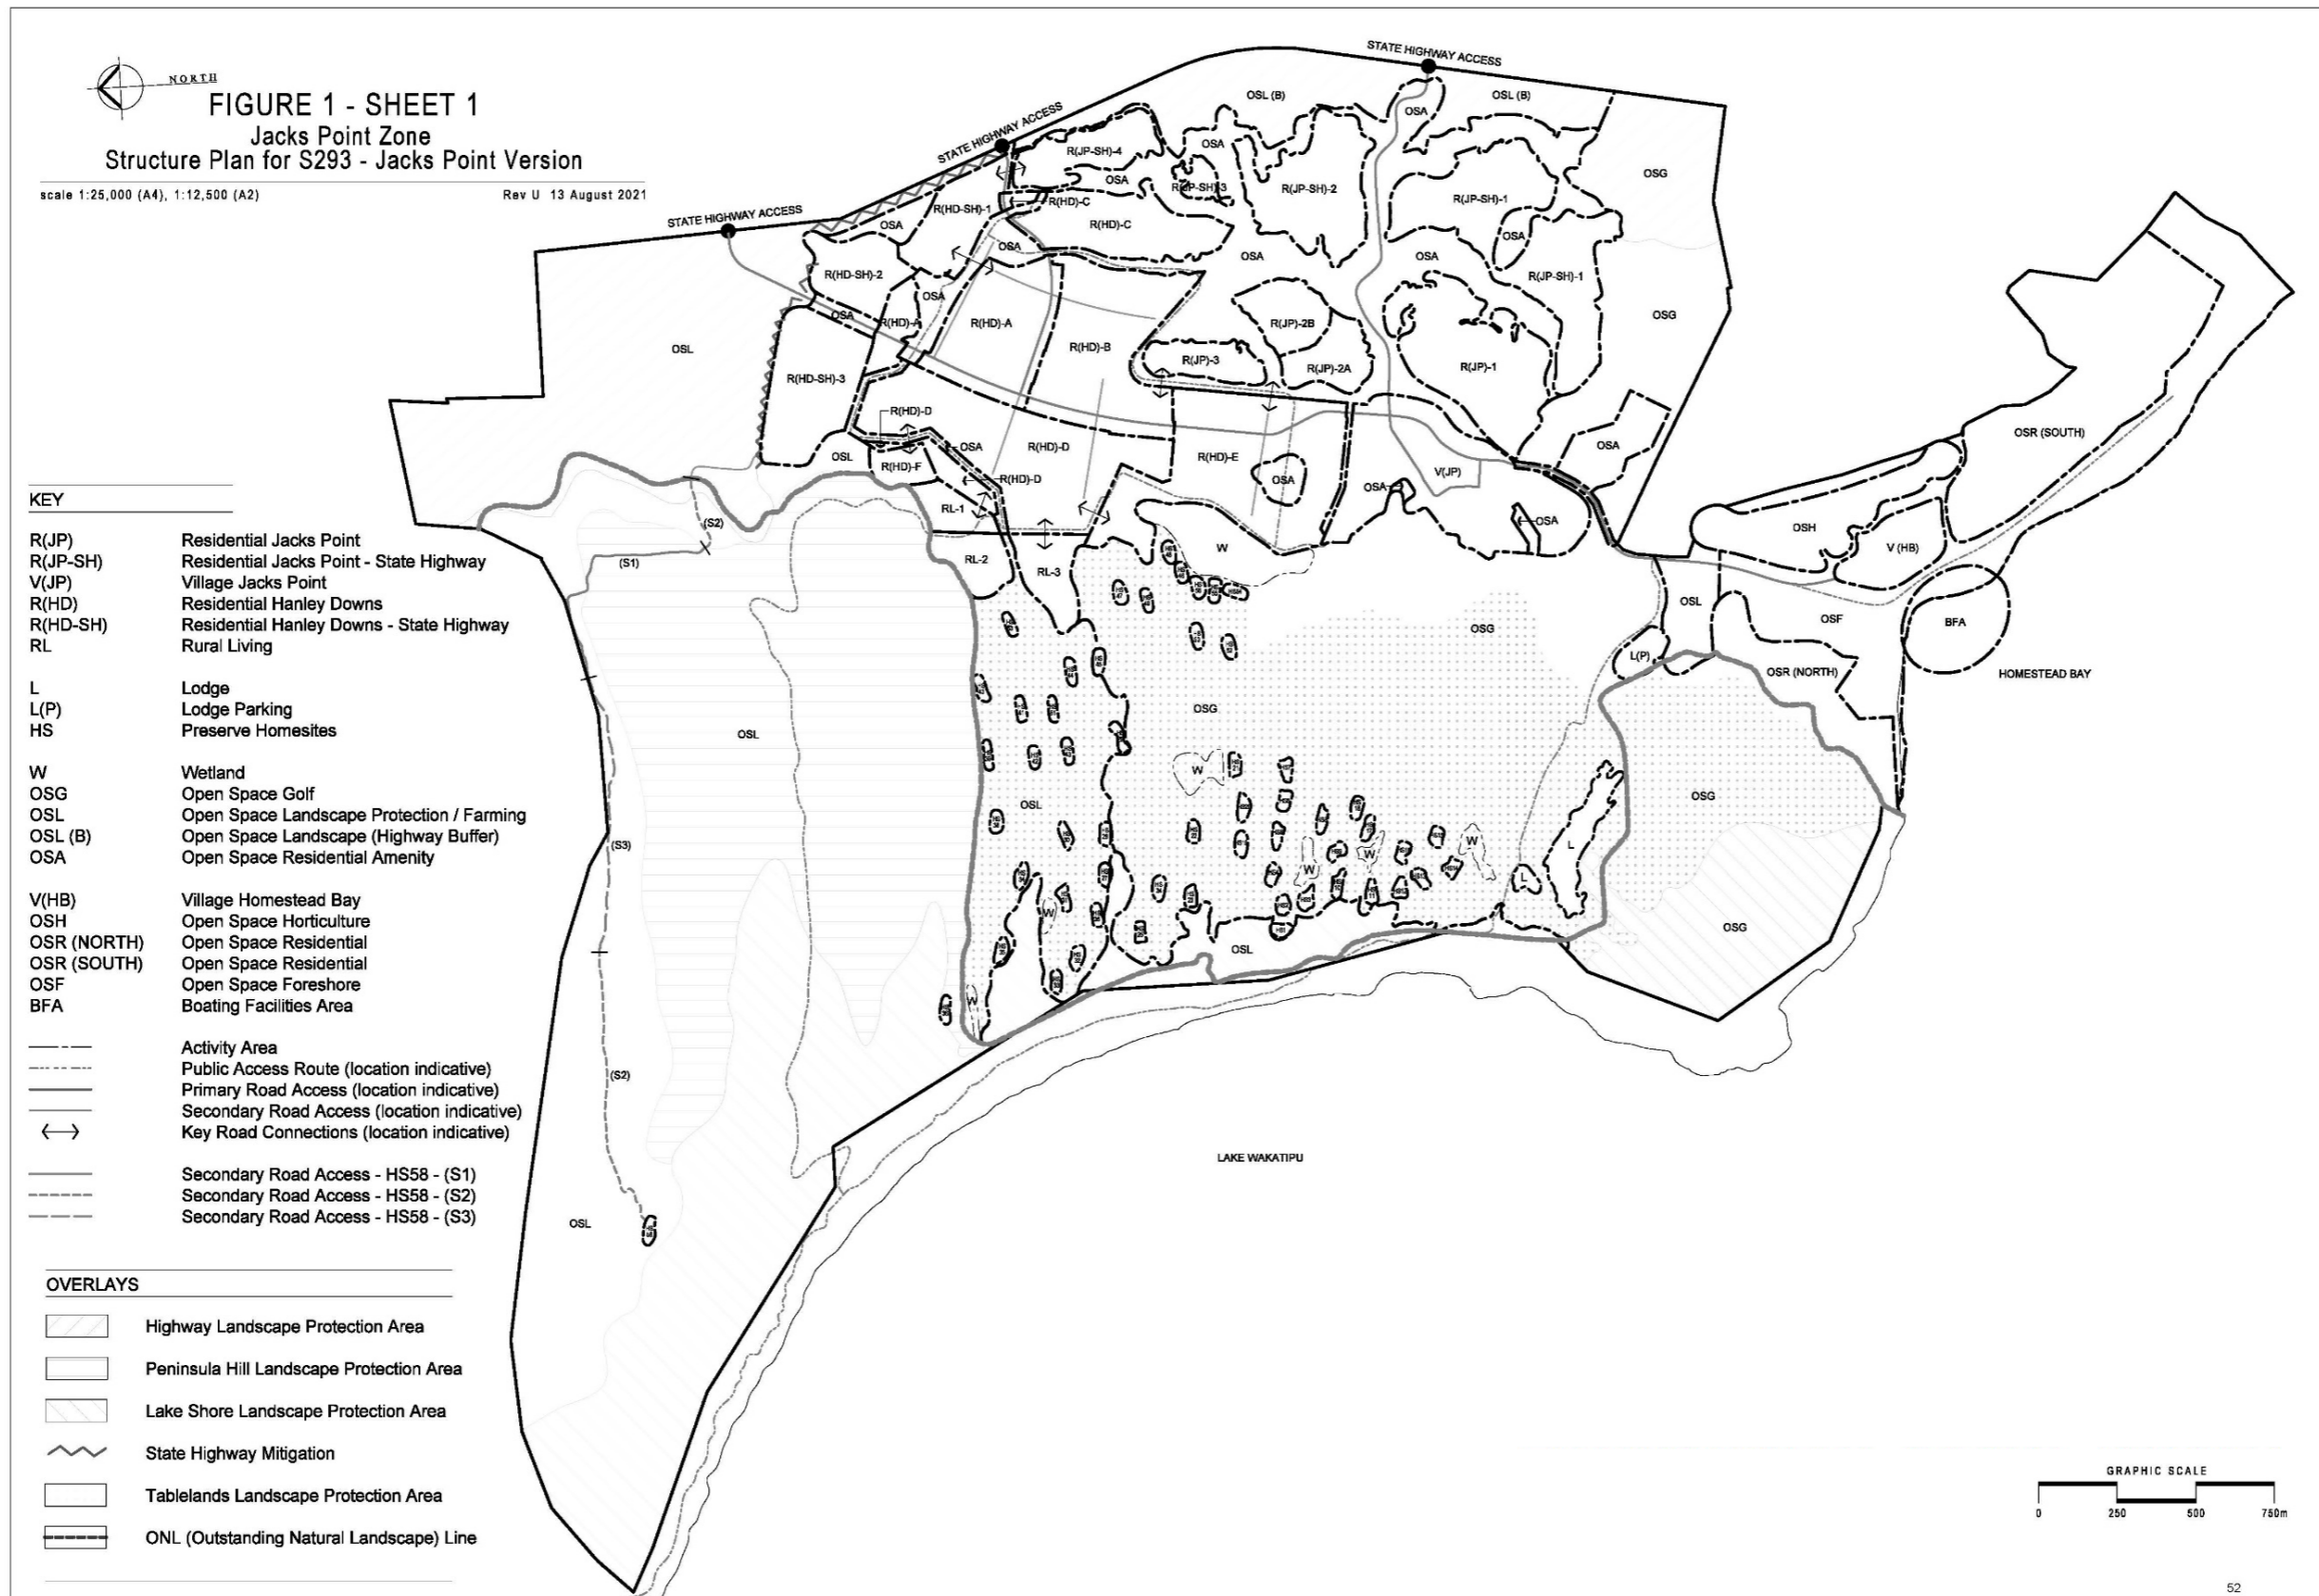 NORTH
FIGURE 1 - SHEET 1
Jacks Point Zone
Structure Plan for S293 - Jacks Point Version
scale 1:25,000 (A4), 1:12,500 (A2) Rev U 13 August 2021
KEY
R(JP) Residential Jacks Point
R(JP-SH) Residential Jacks Point - State Highway
V(JP) Village Jacks Point
R(HD) Residential Hanley Downs
R(HD-SH) Residential Hanley Downs - State Highway
RL Rural Living
L Lodge
L(P) Lodge Parking
HS Preserve Homesites
W Wetland
OSG Open Space Golf
OSL Open Space Landscape Protection / Farming
OSL (B) Open Space Landscape (Highway Buffer)
OSA Open Space Residential Amenity
V(HB) Village Homestead Bay
OSH Open Space Horticulture
OSR (NORTH) Open Space Residential
OSR (SOUTH) Open Space Residential
OSF Open Space Foreshore
BFA Boating Facilities Area
Activity Area
Public Access Route (location indicative)
Primary Road Access (location indicative)
Secondary Road Access (location indicative)
Key Road Connections (location indicative)
Secondary Road Access - HS58 - (S1)
Secondary Road Access - HS58 - (S2)
Secondary Road Access - HS58 - (S3)
OVERLAYS
Highway Landscape Protection Area
Peninsula Hill Landscape Protection Area
Lake Shore Landscape Protection Area
State Highway Mitigation
Tablelands Landscape Protection Area
ONL (Outstanding Natural Landscape) Line
STATE HIGHWAY ACCESS
STATE HIGHWAY ACCESS
STATE HIGHWAY ACCESS
OSL (B)
OSL (B)
OSA
R(JP-SH)-4
OSA
OSA
R(JP-SH)-3
R(JP-SH)-2
R(JP-SH)-1
OSG
R(HD)-C
R(HD-SH)-1
OSA
R(HD)-C
OSA
OSA
OSA
OSA
R(HD-SH)-2
R(JP-SH)-1
OSA
OSA
R(HD)-A
R(HD)-A
R(JP)-2B
OSG
OSL
R(HD)-B
R(JP)-3
R(JP)-2A
R(JP)-1
R(HD-SH)-3
R(HD)-D
OSR (SOUTH)
OSA
R(HD)-D
OSA
OSL
R(HD)-F
R(HD)-E
V(JP)
R(HD)-D
OSA
OSA
RL-1
(S2)
OSA
OSH
W
V (HB)
(S1)
RL-2
RL-3
OSG
OSL
OSF
BFA
L(P)
OSR (NORTH)
HOMESTEAD BAY
OSG
OSL
W
OSG
OSL
(S3)
W
W
W
L
L
W
OSG
OSL
W
(S2)
LAKE WAKATIPU
OSL
GRAPHIC SCALE
0 250 500 750m
52